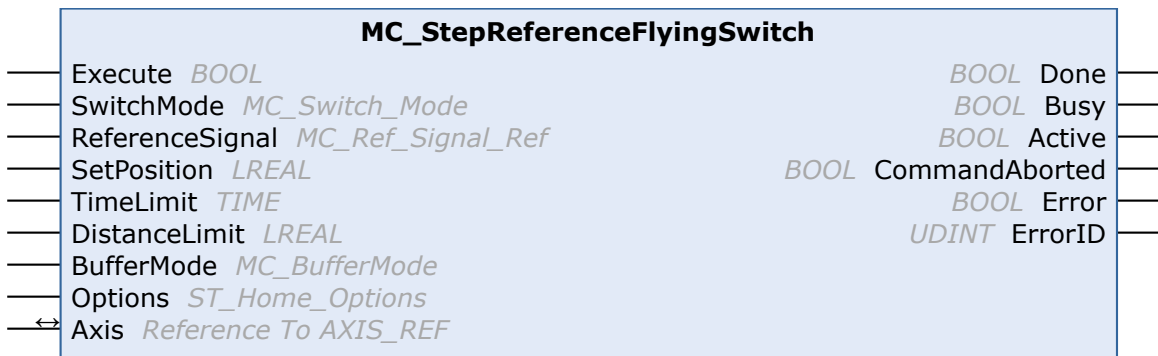 MC_StepReferenceFlyingSwitch
Execute BOOL BOOL Done
SwitchMode MC_Switch_Mode BOOL Busy
ReferenceSignal MC_Ref_Signal_Ref BOOL Active
SetPosition LREAL BOOL CommandAborted
TimeLimit TIME BOOL Error
DistanceLimit LREAL UDINT ErrorID
BufferMode MC_BufferMode
Options ST_Home_Options
↔ Axis Reference To AXIS_REF